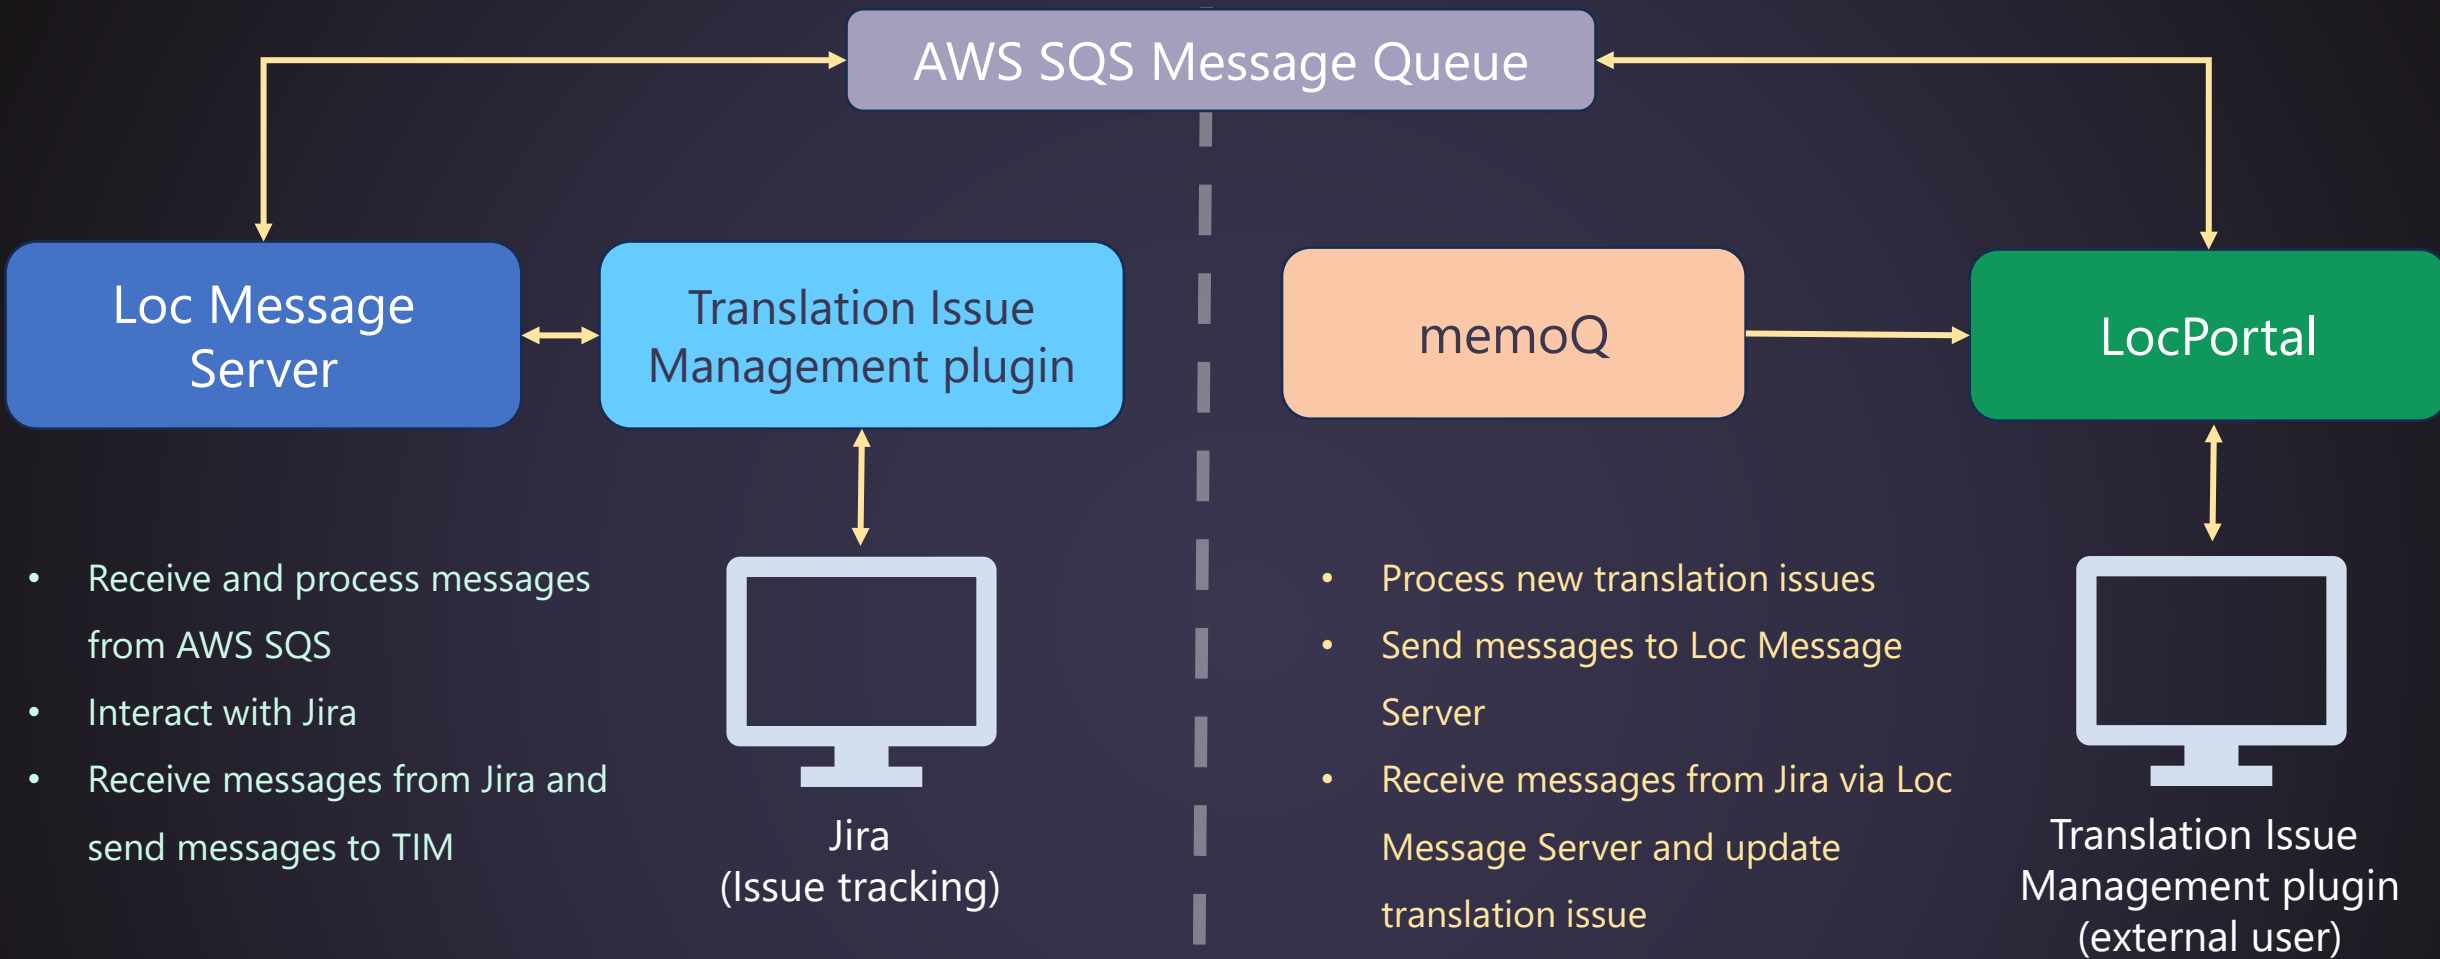 AWS SQS Message Queue
Loc Message
Server
Translation Issue
Management plugin
memoQ
LocPortal
• Receive and process messages
from AWS SQS
• Interact with Jira
• Receive messages from Jira and
send messages to TIM
Jira
(Issue tracking)
• Process new translation issues
• Send messages to Loc Message
Server
• Receive messages from Jira via Loc
Message Server and update
translation issue
Translation Issue
Management plugin
(external user)